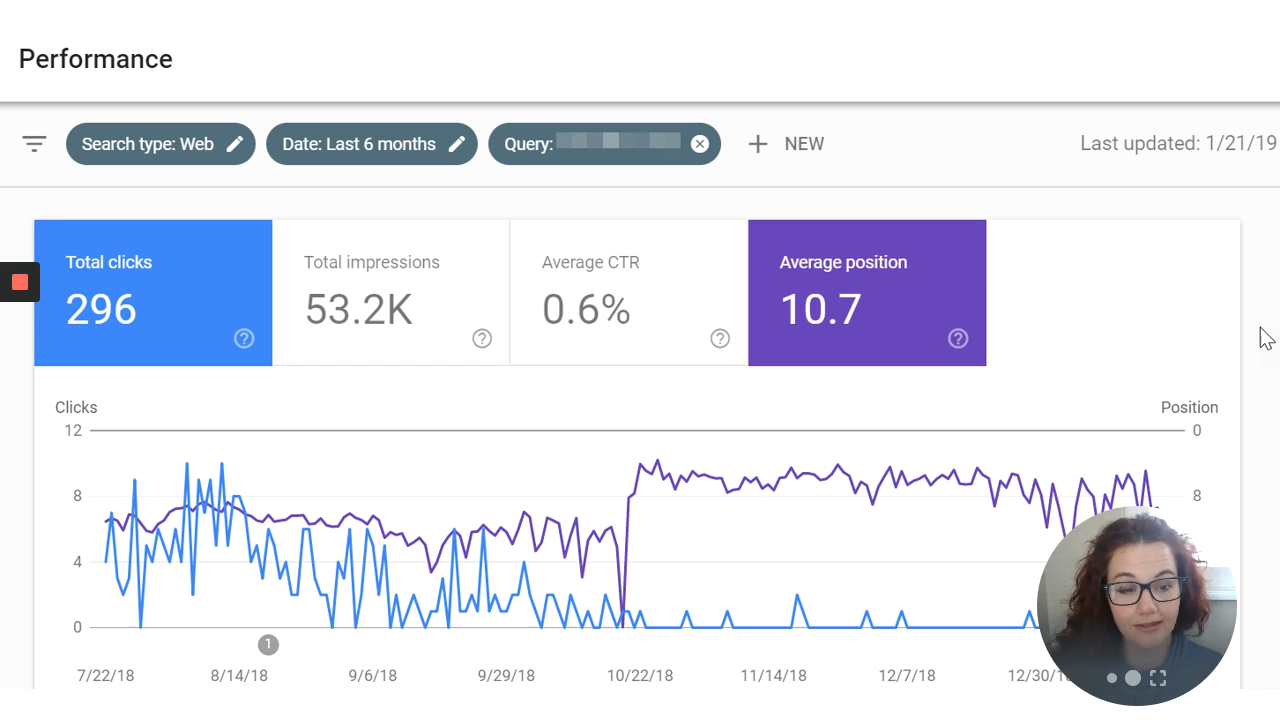 Performance
Search type: Web Date: Last 6 months Query: + NEW Last updated: 1/21/19
Total clicks Total impressions Average CTR Average position
296 53.2K 0.6% 10.7
? ? ? ?
Clicks Position
12 0
8 8
4
0
1
7/22/18 8/14/18 9/6/18 9/29/18 10/22/18 11/14/18 12/7/18 12/30/1